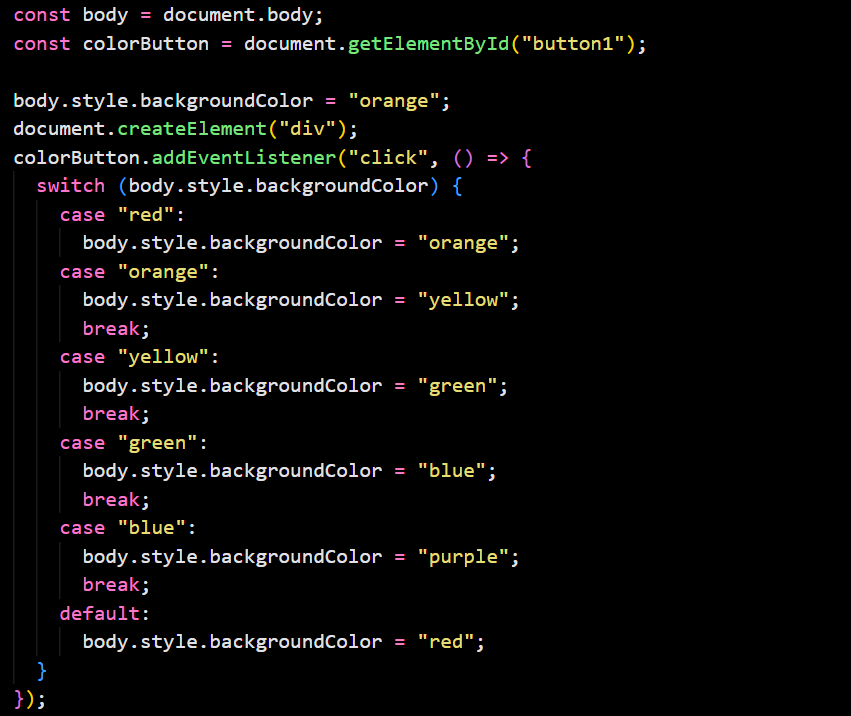 const body = document.body;
const colorButton = document.getElementById("button1");

body.style.backgroundColor = "orange";
document.createElement("div");
colorButton.addEventListener("click", () => {
  switch (body.style.backgroundColor) {
    case "red":
      body.style.backgroundColor = "orange";
    case "orange":
      body.style.backgroundColor = "yellow";
      break;
    case "yellow":
      body.style.backgroundColor = "green";
      break;
    case "green":
      body.style.backgroundColor = "blue";
      break;
    case "blue":
      body.style.backgroundColor = "purple";
      break;
    default:
      body.style.backgroundColor = "red";
  }
});